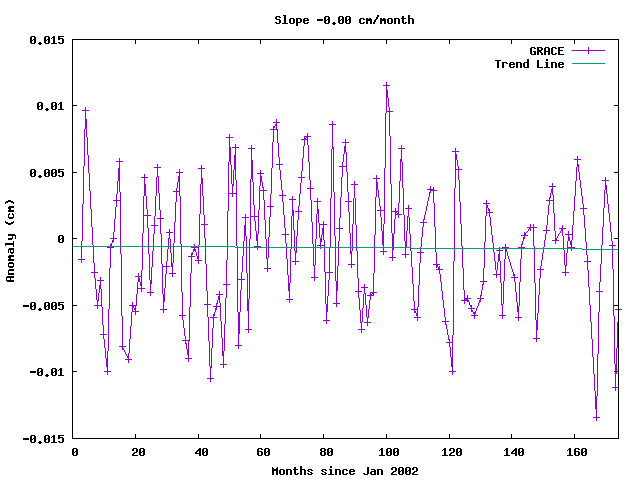 Slope -0.00 cm/month
0.015
0.01
0.005
0
-0.005
-0.01
-0.015
Anomaly (cm)
GRACE
Trend Line
0 20 40 60 80 100 120 140 160
Months since Jan 2002